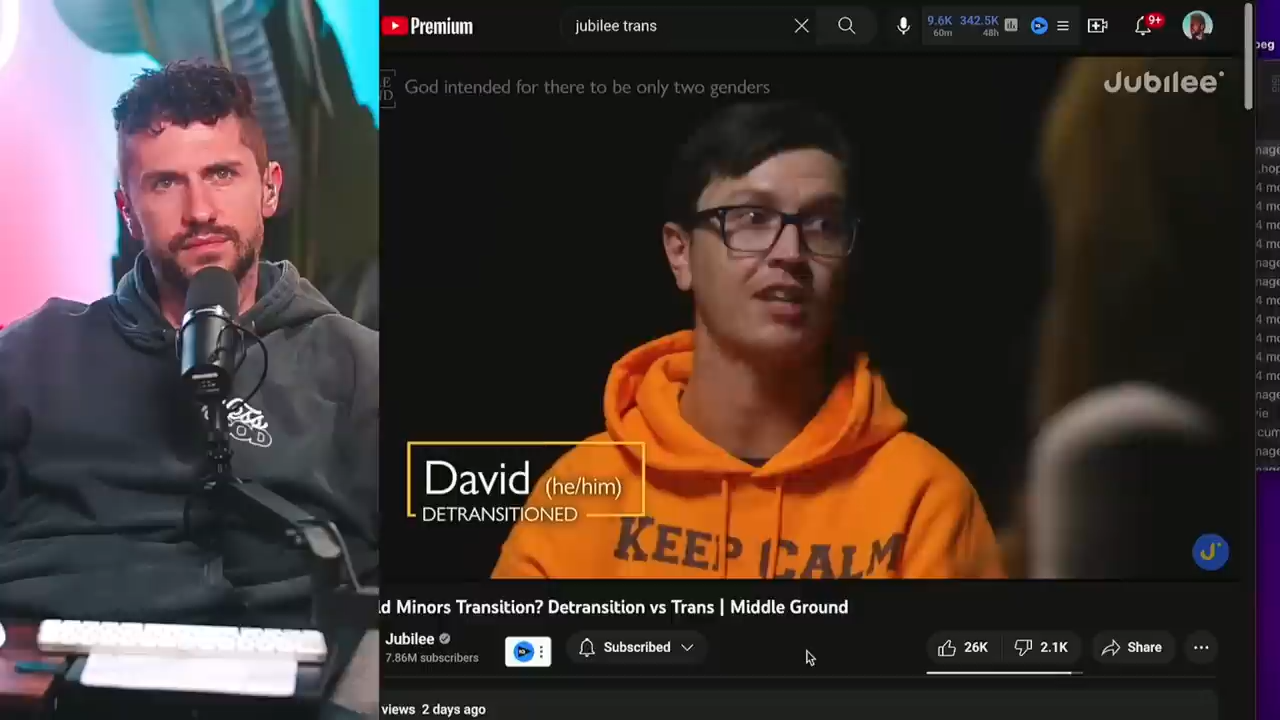 Premium
jubilee trans
9.6K 342.5K
60m 48h
9+
God intended for there to be only two genders
Jubilee
David (he/him)
DETRANSITIONED
KEEP CALM
d Minors Transition? Detransition vs Trans | Middle Ground
Jubilee
7.86M subscribers
Subscribed
26K
2.1K
Share
views 2 days ago